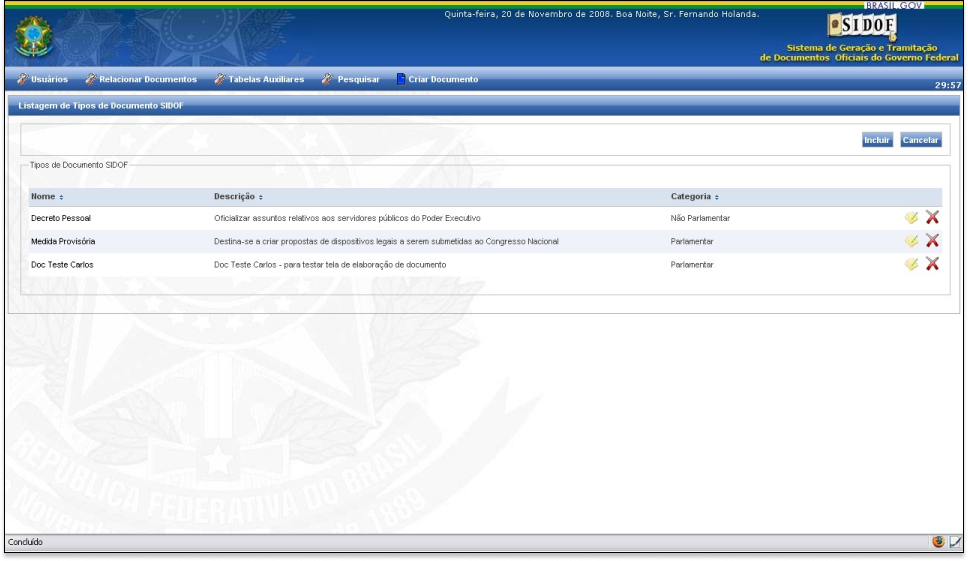 BRASIL.GOV
Quinta-feira, 20 de Novembro de 2008. Boa Noite, Sr. Fernando Holanda.
SIDOF
Sistema de Geração e Tramitação
de Documentos Oficiais do Governo Federal
Usuários Relacionar Documentos Tabelas Auxiliares Pesquisar Criar Documento
29:57
Listagem de Tipos de Documento SIDOF
Incluir Cancelar
Tipos de Documento SIDOF
Nome Descrição Categoria
Decreto Pessoal Oficializar assuntos relativos aos servidores públicos do Poder Executivo Não Parlamentar
Medida Provisória Destina-se a criar propostas de dispositivos legais a serem submetidas ao Congresso Nacional Parlamentar
Doc Teste Carlos Doc Teste Carlos - para testar tela de elaboração de documento Parlamentar
REPÚBLICA FEDERATIVA DO BRASIL
de 1889
Concluído